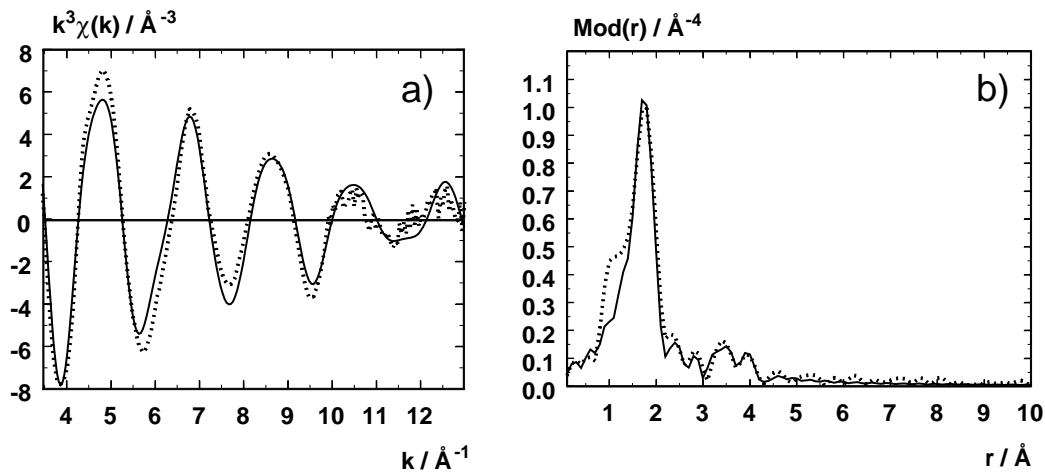 k³χ(k) / Å⁻³
a)
8
6
4
2
0
-2
-4
-6
-8
4 5 6 7 8 9 10 11 12
k / Å⁻¹
Mod(r) / Å⁻⁴
b)
1.1
1.0
0.9
0.8
0.7
0.6
0.5
0.4
0.3
0.2
0.1
0.0
1 2 3 4 5 6 7 8 9 10
r / Å